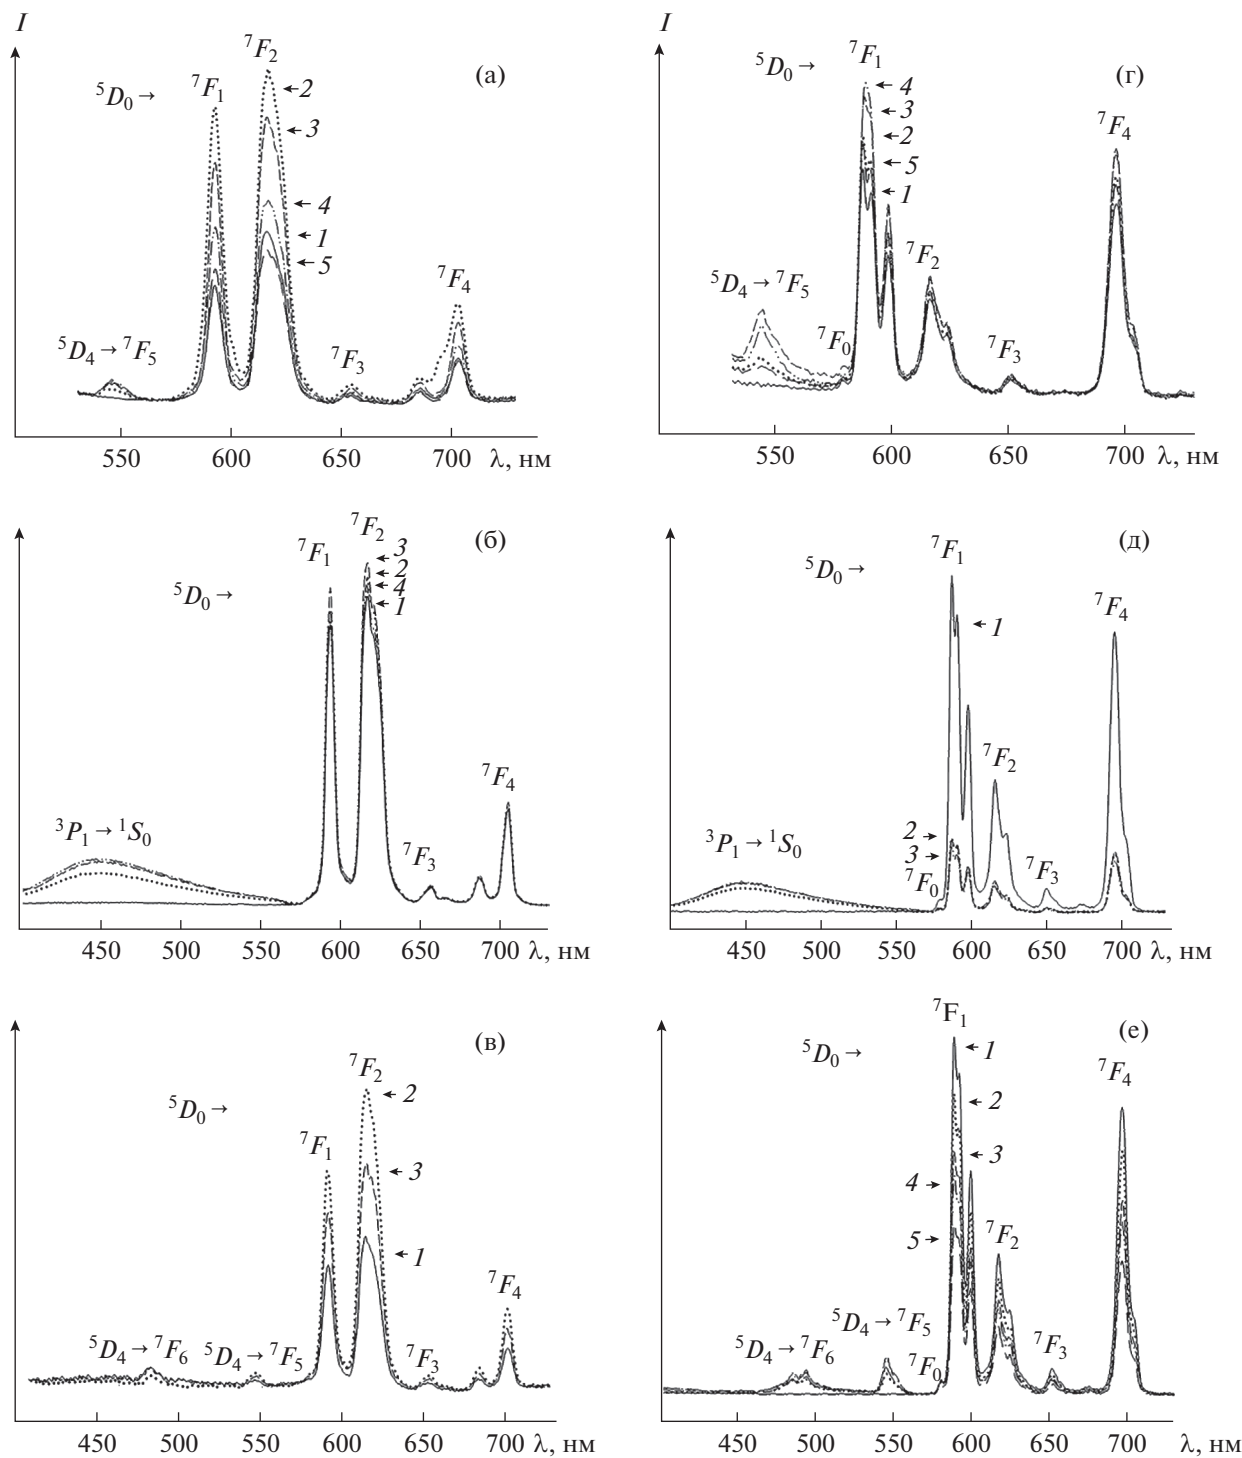 I
(а)
⁷F₂
⁷F₁
⁵D₀ →
2
3
4
1
5
⁷F₄
⁵D₄ → ⁷F₅
⁷F₃
550 600 650 700 λ, нм
I
(г)
⁷F₁
⁵D₀ →
4
3
2
5
1
⁷F₄
⁷F₂
⁵D₄ → ⁷F₅
⁷F₀
⁷F₃
550 600 650 700 λ, нм
(б)
⁷F₂
⁷F₁
3
2
4
1
⁵D₀ →
⁷F₄
³P₁ → ¹S₀
⁷F₃
450 500 550 600 650 700 λ, нм
(д)
⁷F₁
⁵D₀ →
1
⁷F₄
⁷F₂
2
3
³P₁ → ¹S₀
⁷F₀
⁷F₃
450 500 550 600 650 700 λ, нм
(в)
⁷F₂
2
⁵D₀ →
⁷F₁
3
1
⁷F₄
⁵D₄ → ⁷F₆
⁵D₄ → ⁷F₅
⁷F₃
450 500 550 600 650 700 λ, нм
(е)
⁷F₁
⁵D₀ →
1
2
3
4
5
⁷F₄
⁷F₂
⁵D₄ → ⁷F₅
⁵D₄ → ⁷F₆
⁷F₀
⁷F₃
450 500 550 600 650 700 λ, нм